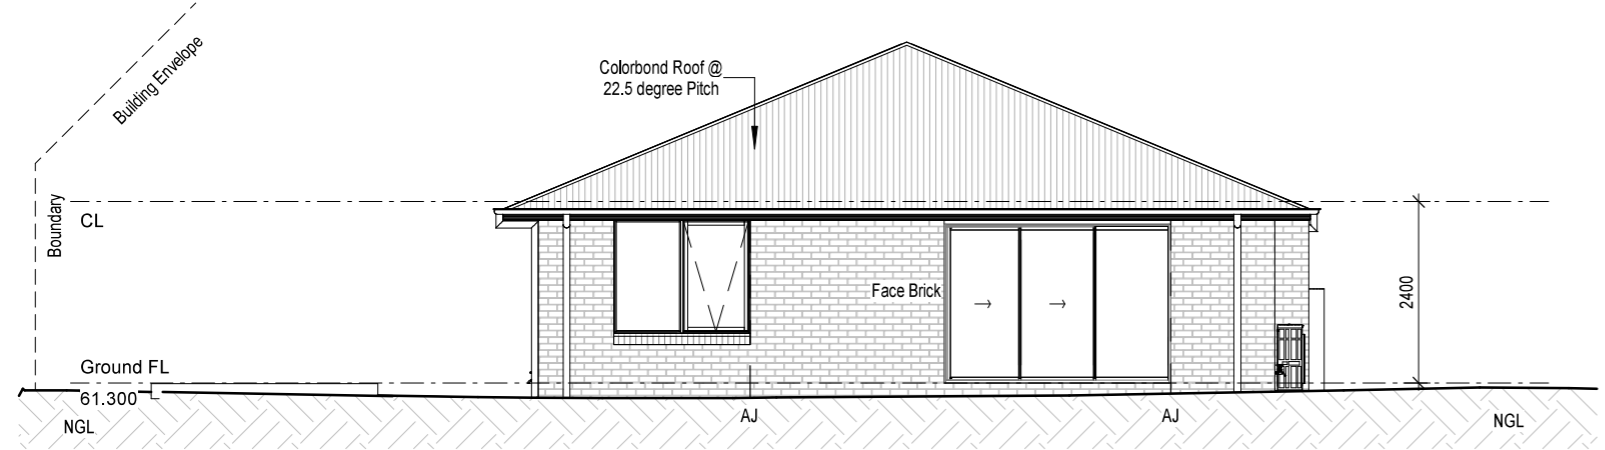 Building Envelope
Colorbond Roof @
22.5 degree Pitch
Boundary
CL
Face Brick
2400
Ground FL
61.300
NGL
AJ
AJ
NGL